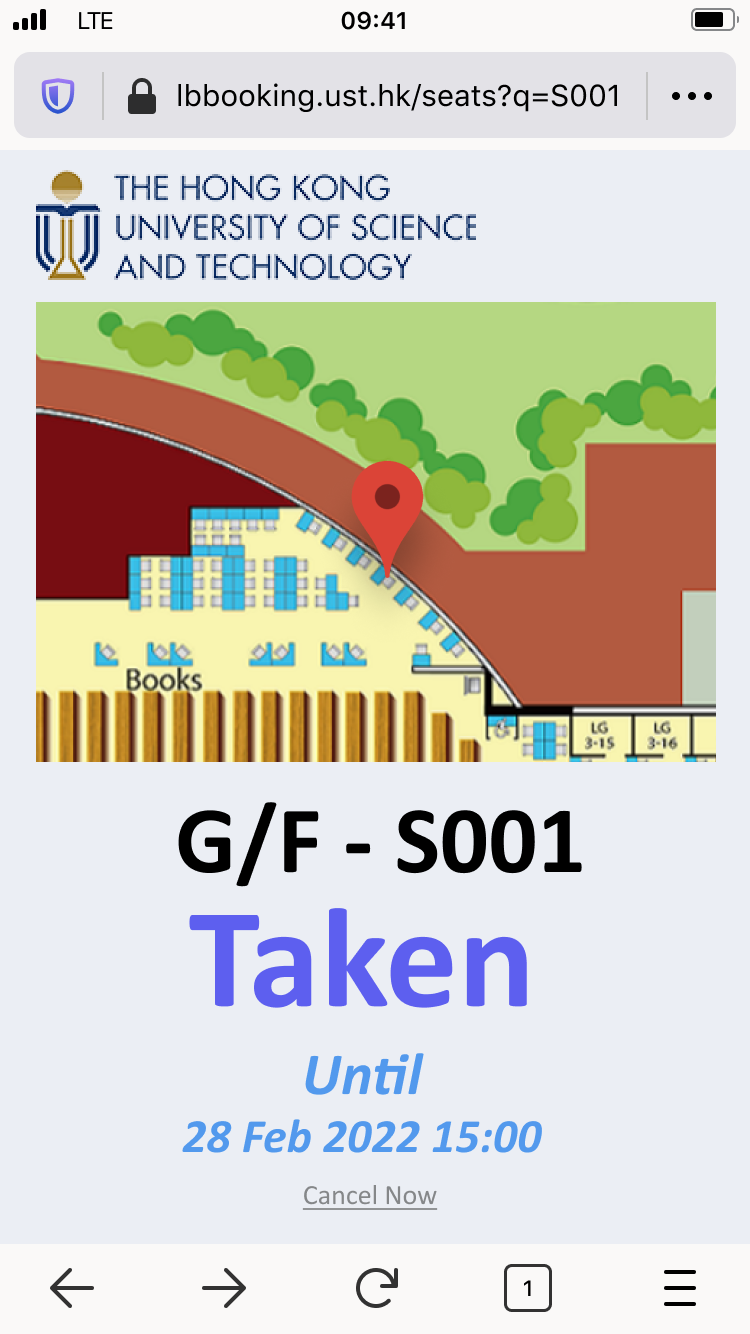 LTE
09:41
lbbooking.ust.hk/seats?q=S001
THE HONG KONG
UNIVERSITY OF SCIENCE
AND TECHNOLOGY
Books
LG
3-15
LG
3-16
G/F - S001
Taken
Until
28 Feb 2022 15:00
Cancel Now
1